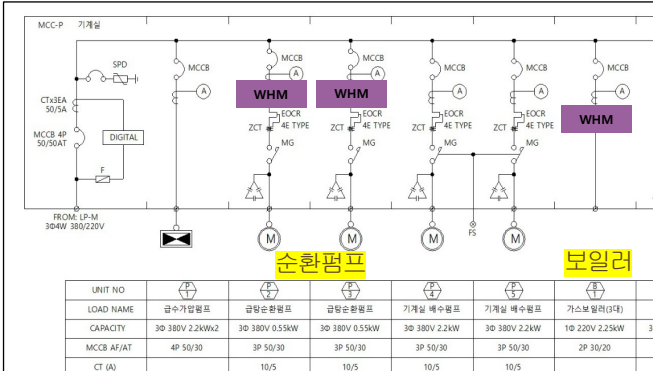 MCC-P 기계실
SPD
CTx3EA
50/5A
MCCB 4P
50/50AT
DIGITAL
F
FROM: LP-M
3Φ4W 380/220V
MCCB
A
MCCB
A
WHM
EOCR
ZCT 4E TYPE
MG
M
MCCB
A
WHM
EOCR
ZCT 4E TYPE
MG
M
MCCB
A
EOCR
ZCT 4E TYPE
MG
M
FS
MCCB
A
EOCR
ZCT 4E TYPE
MG
M
MCCB
A
WHM
순환펌프
보일러
UNIT NO P 1 P 2 P 3 P 4 P 5 B 1
LOAD NAME 급수가압펌프 급탕순환펌프 급탕순환펌프 기계실 배수펌프 기계실 배수펌프 가스보일러(3대)
CAPACITY 3Φ 380V 2.2kWx2 3Φ 380V 0.55kW 3Φ 380V 0.55kW 3Φ 380V 2.2kW 3Φ 380V 2.2kW 1Φ 220V 2.25kW 3
MCCB AF/AT 4P 50/30 3P 50/30 3P 50/30 3P 50/30 3P 50/30 2P 30/20
CT (A) 10/5 10/5 10/5 10/5